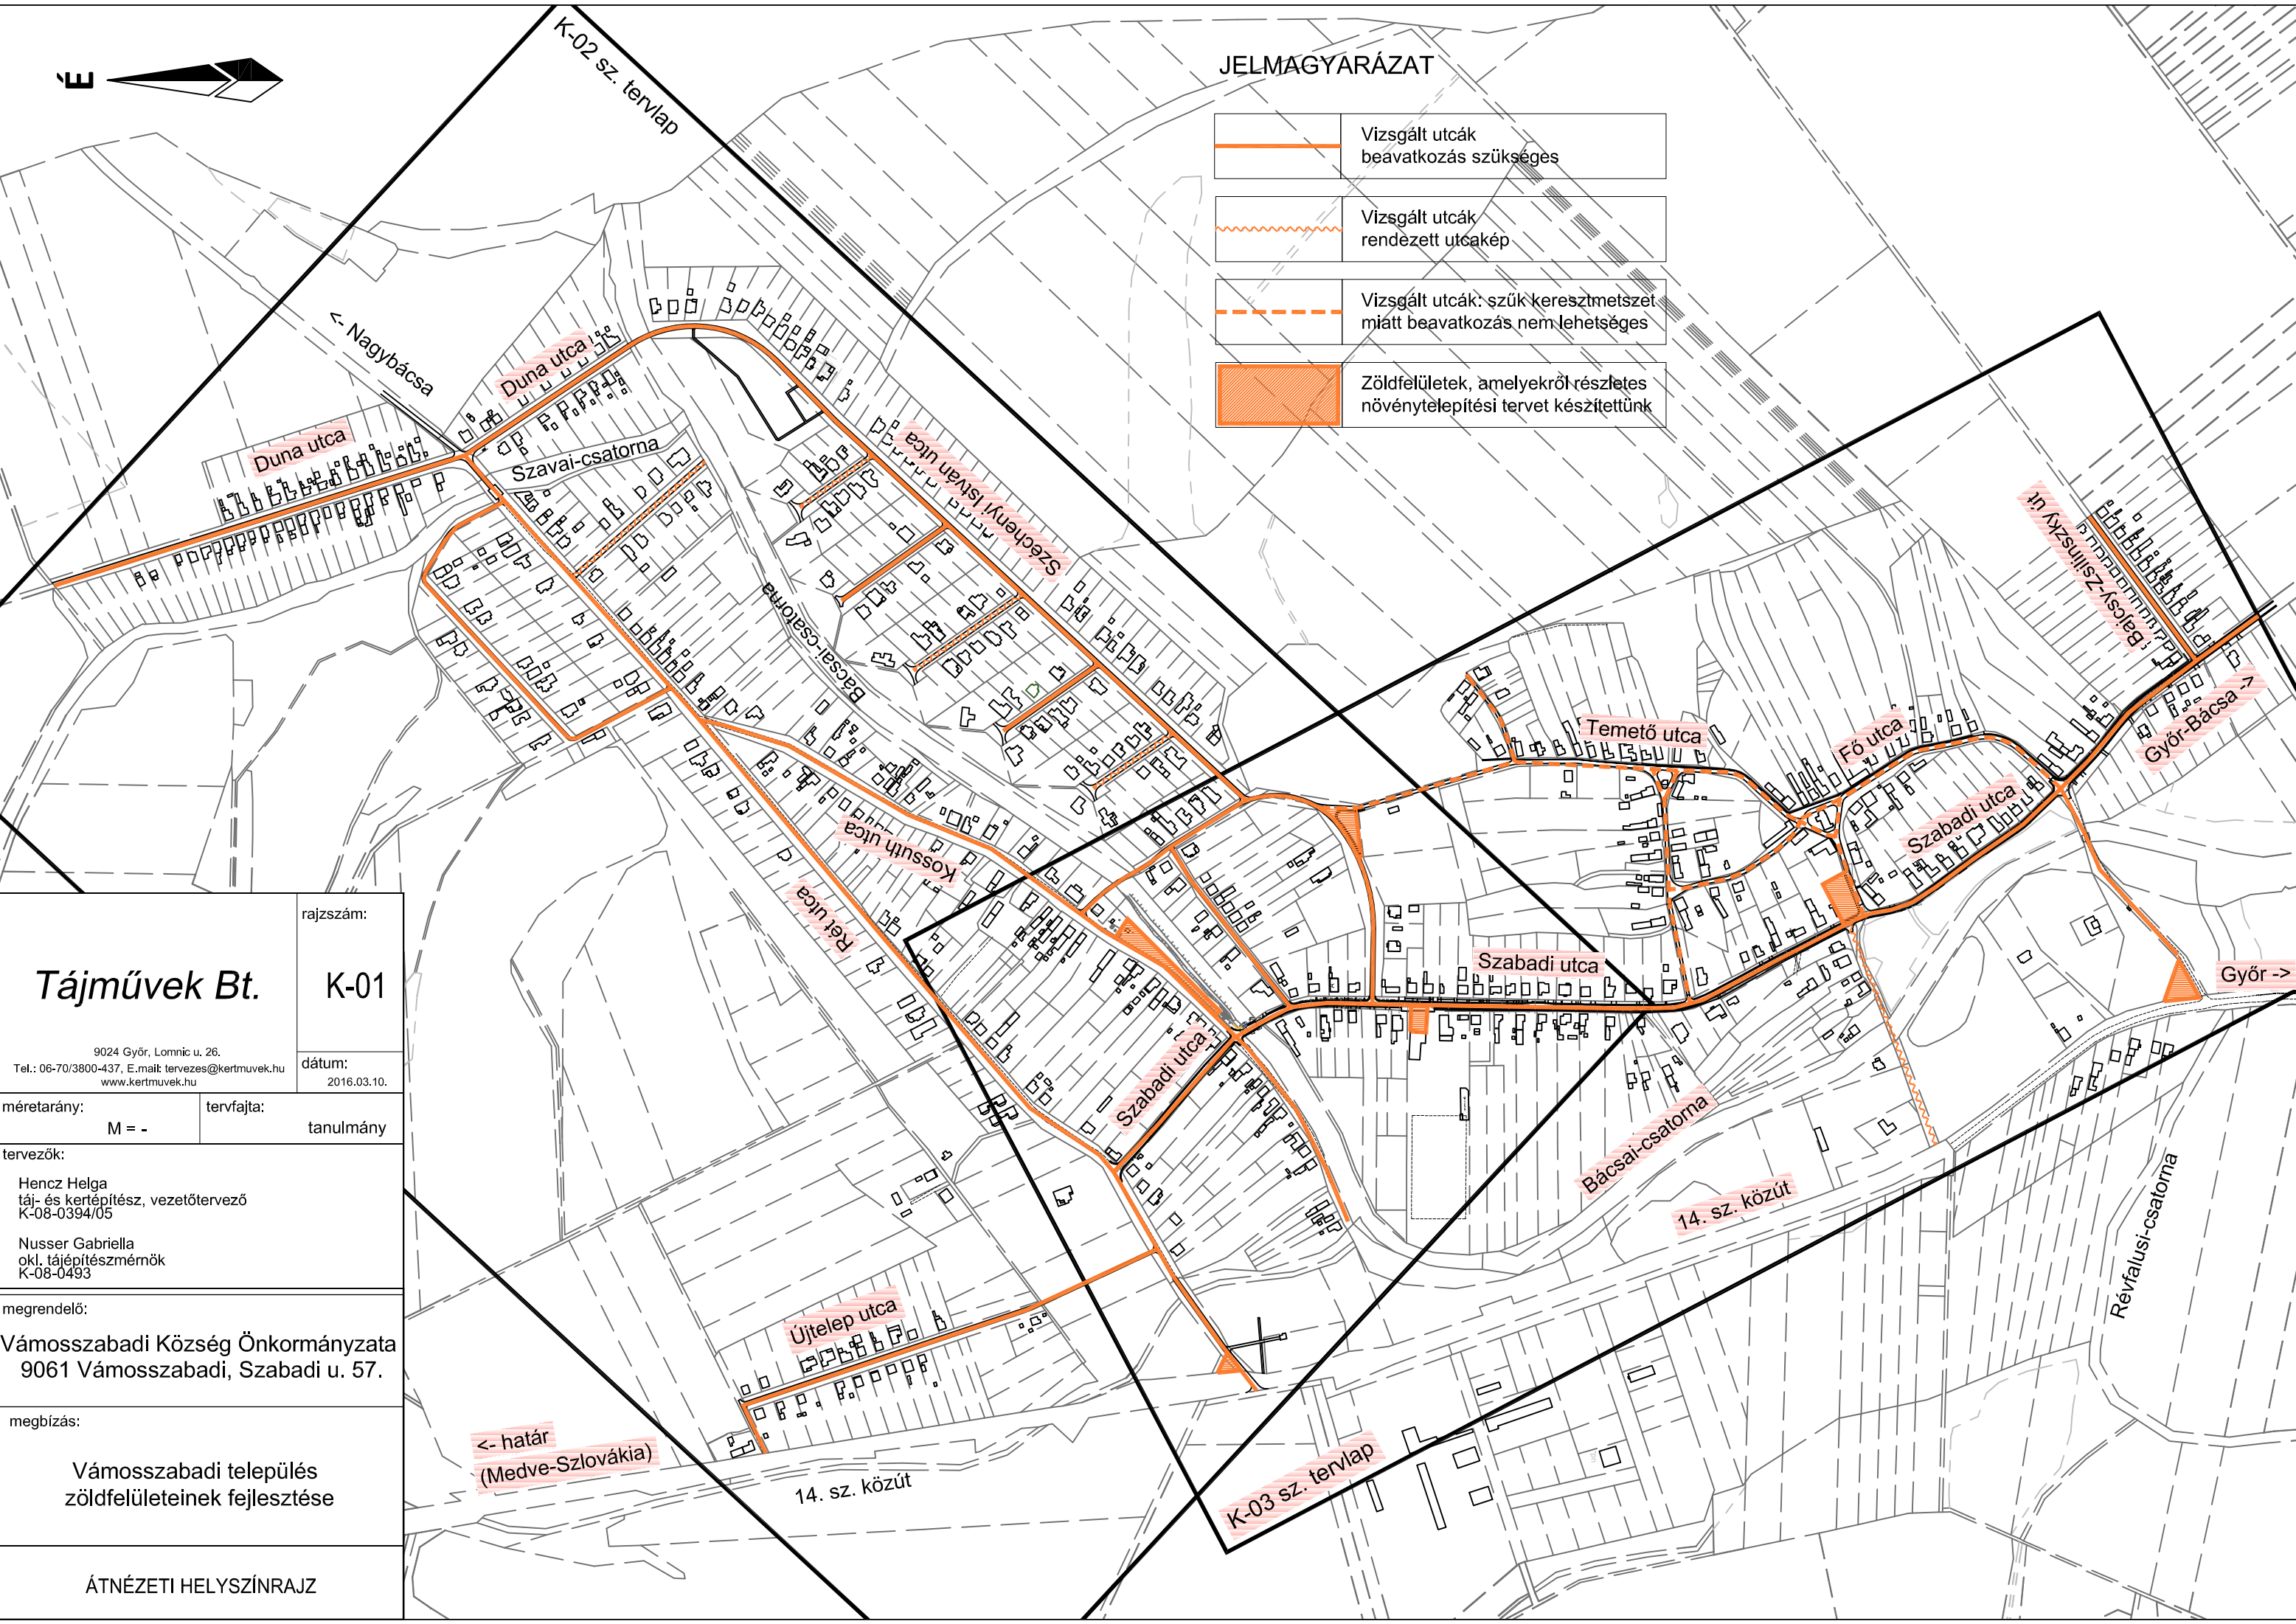 É
K-02 sz. tervlap
JELMAGYARÁZAT
Vizsgált utcák
beavatkozás szükséges
Vizsgált utcák
rendezett utcakép
Vizsgált utcák: szűk keresztmetszet
miatt beavatkozás nem lehetséges
Zöldfelületek, amelyekről részletes
növénytelepítési tervet készítettünk
<- Nagybácsa
Duna utca
Duna utca
Szavai-csatorna
Széchenyi István utca
Bácsai-csatorna
Bajcsy-Zsilinszky út
Győr-Bácsa ->
Temető utca
Fő utca
Szabadi utca
Kossuth utca
Rét utca
Szabadi utca
Győr ->
Szabadi utca
Bácsai-csatorna
14. sz. közút
Révfalusi-csatorna
Újtelep utca
<- határ
(Medve-Szlovákia)
14. sz. közút
K-03 sz. tervlap
Tájművek Bt.
rajzszám:
K-01
9024 Győr, Lomnic u. 26.
Tel.: 06-70/3800-437, E.mail: tervezes@kertmuvek.hu
www.kertmuvek.hu
dátum:
2016.03.10.
méretarány:
M = -
tervfajta:
tanulmány
tervezők:
Hencz Helga
táj- és kertépítész, vezetőtervező
K-08-0394/05
Nusser Gabriella
okl. tájépítészmérnök
K-08-0493
megrendelő:
Vámosszabadi Község Önkormányzata
9061 Vámosszabadi, Szabadi u. 57.
megbízás:
Vámosszabadi település
zöldfelületeinek fejlesztése
ÁTNÉZETI HELYSZÍNRAJZ